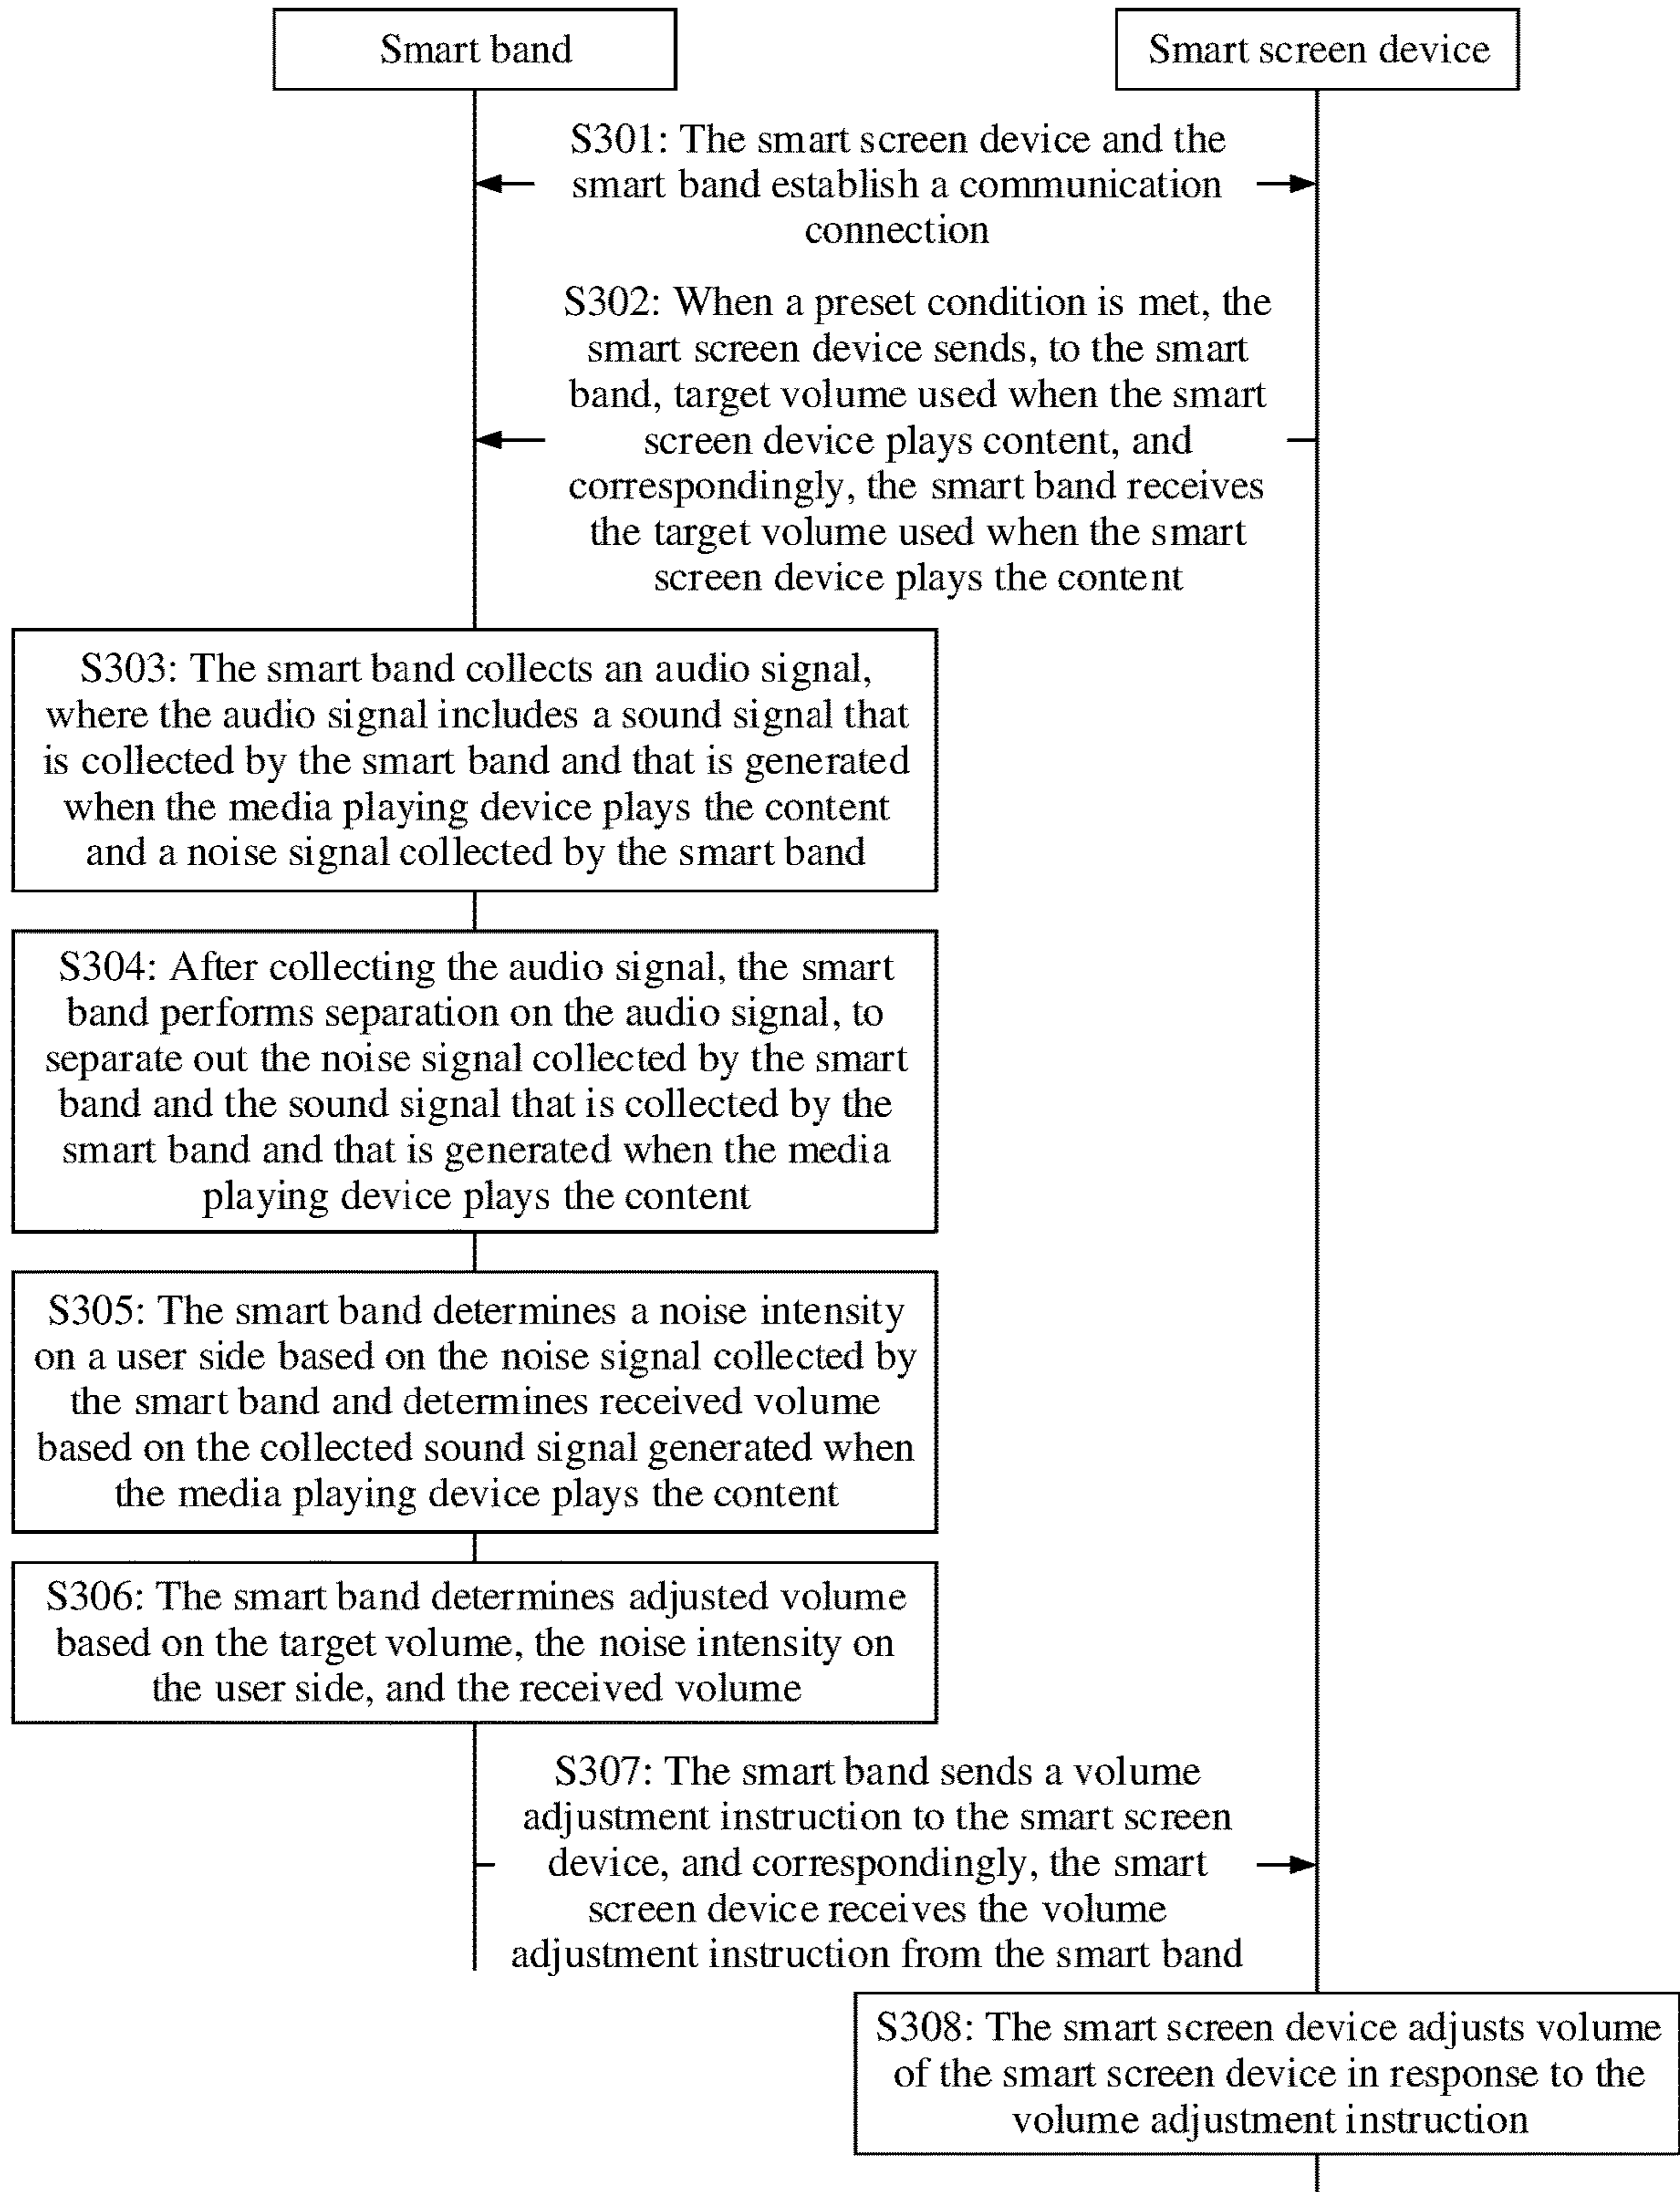 Smart band
Smart screen device
S301: The smart screen device and the
smart band establish a communication
connection
S302: When a preset condition is met, the
smart screen device sends, to the smart
band, target volume used when the smart
screen device plays content, and
correspondingly, the smart band receives
the target volume used when the smart
screen device plays the content
S303: The smart band collects an audio signal,
where the audio signal includes a sound signal that
is collected by the smart band and that is generated
when the media playing device plays the content
and a noise signal collected by the smart band
S304: After collecting the audio signal, the smart
band performs separation on the audio signal, to
separate out the noise signal collected by the smart
band and the sound signal that is collected by the
smart band and that is generated when the media
playing device plays the content
S305: The smart band determines a noise intensity
on a user side based on the noise signal collected by
the smart band and determines received volume
based on the collected sound signal generated when
the media playing device plays the content
S306: The smart band determines adjusted volume
based on the target volume, the noise intensity on
the user side, and the received volume
S307: The smart band sends a volume
adjustment instruction to the smart screen
device, and correspondingly, the smart
screen device receives the volume
adjustment instruction from the smart band
S308: The smart screen device adjusts volume
of the smart screen device in response to the
volume adjustment instruction